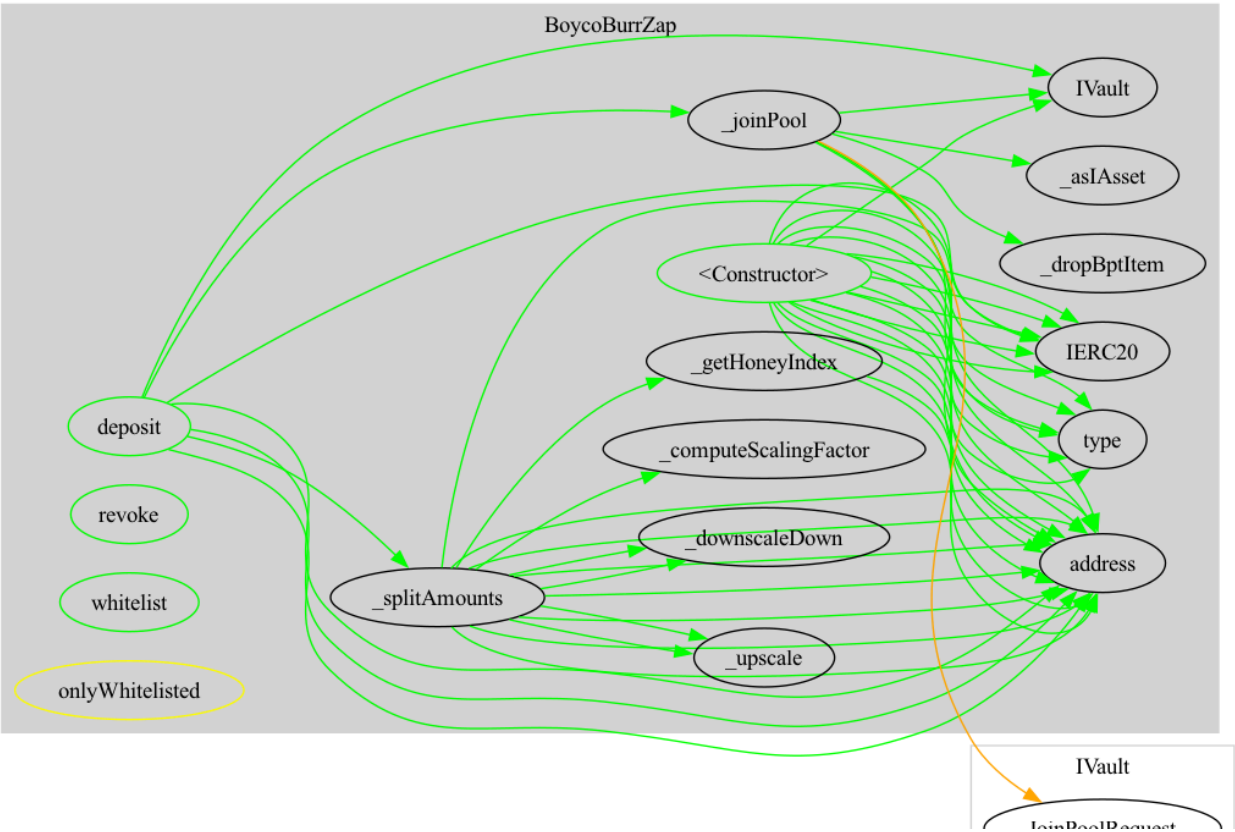 BoycoBurrZap
IVault
_joinPool
_asIAsset
_dropBptItem
<Constructor>
_getHoneyIndex
IERC20
deposit
_computeScalingFactor
type
revoke
_downscaleDown
address
whitelist
_splitAmounts
_upscale
onlyWhitelisted
IVault
JoinPoolRequest